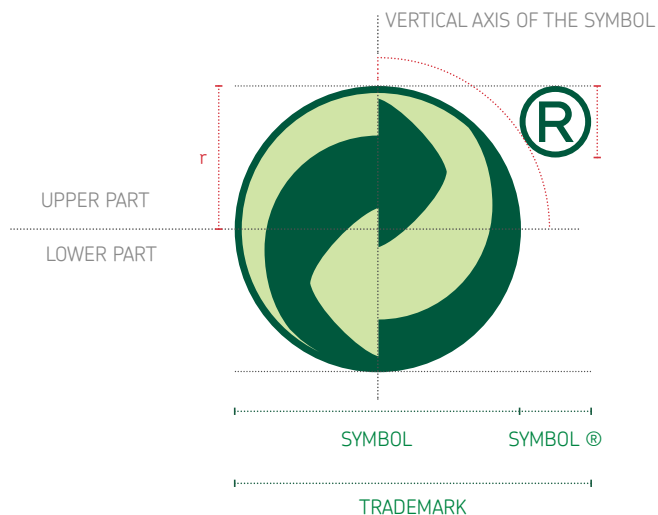 VERTICAL AXIS OF THE SYMBOL
®
r
UPPER PART
LOWER PART
SYMBOL
SYMBOL ®
TRADEMARK